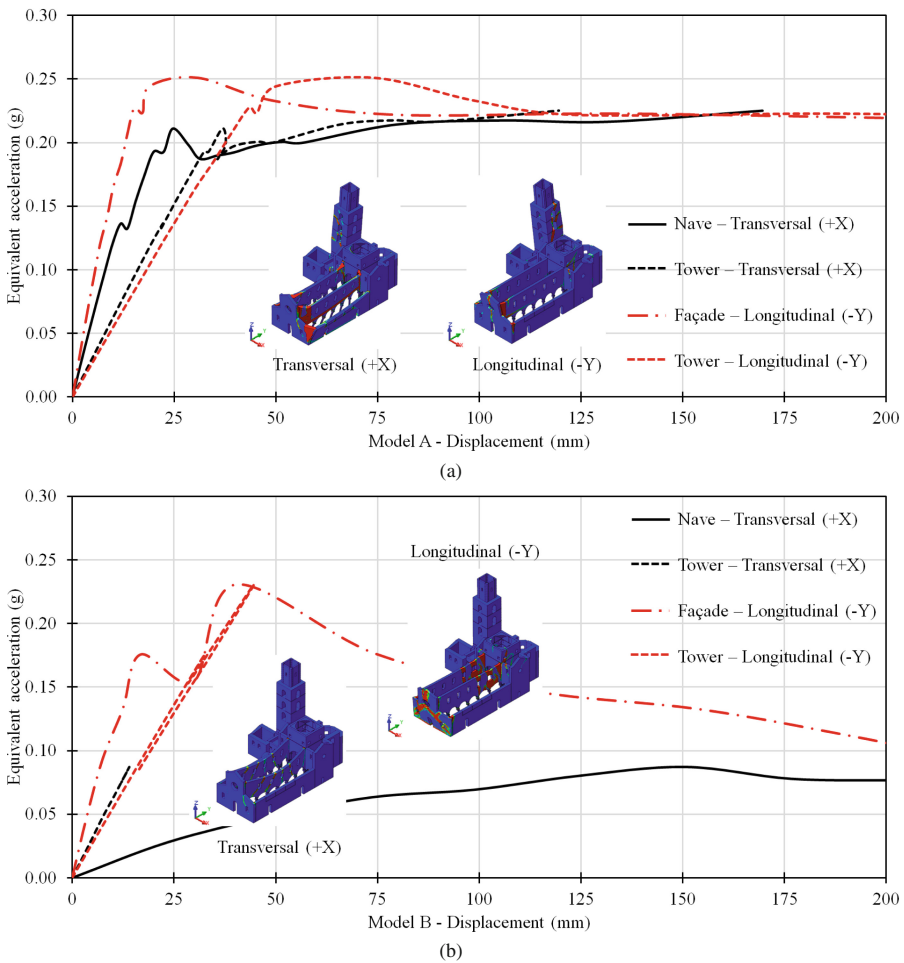 0.30
0.25
0.20
0.15
0.10
0.05
0.00
Equivalent acceleration (g)
Nave – Transversal (+X)
Tower – Transversal (+X)
Façade – Longitudinal (-Y)
Tower – Longitudinal (-Y)
Z
Y
X
Transversal (+X)
Z
Y
X
Longitudinal (-Y)
0 25 50 75 100 125 150 175 200
Model A - Displacement (mm)
(a)
0.30
0.25
0.20
0.15
0.10
0.05
0.00
Equivalent acceleration (g)
Nave – Transversal (+X)
Tower – Transversal (+X)
Façade – Longitudinal (-Y)
Tower – Longitudinal (-Y)
Longitudinal (-Y)
Z
Y
X
Z
Y
X
Transversal (+X)
0 25 50 75 100 125 150 175 200
Model B - Displacement (mm)
(b)